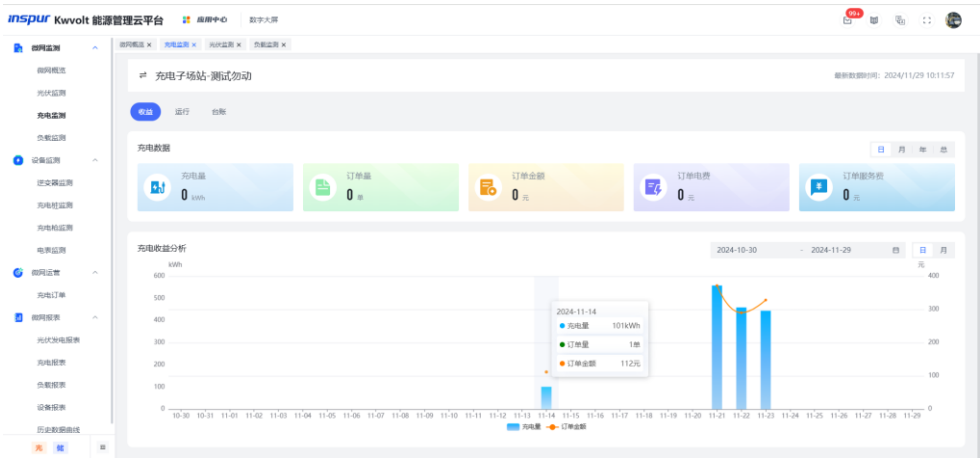 inspur Kwvolt 能源管理云平台 应用中心 数字大屏 99+
微网监测
微网概览
光伏监测
充电监测
负载监测
设备监测
逆变器监测
充电桩监测
充电枪监测
电表监测
微网运营
充电订单
微网报表
光伏发电报表
充电报表
负载报表
设备报表
历史数据曲线
光 储
微网概览 × 充电监测 × 光伏监测 × 负载监测 ×
充电子场站-测试勿动 最新数据时间: 2024/11/29 10:11:57
收益 运行 台账
充电数据 日 月 年 总
充电量 0 kWh
订单量 0 单
订单金额 0 元
订单电费 0 元
订单服务费 0 元
充电收益分析 2024-10-30 - 2024-11-29 日 月
kWh 元
600 400
500
400 300
300 200
200
100 100
0 0
2024-11-14
充电量 101kWh
订单量 1单
订单金额 112元
10-30 10-31 11-01 11-02 11-03 11-04 11-05 11-06 11-07 11-08 11-09 11-10 11-11 11-12 11-13 11-14 11-15 11-16 11-17 11-18 11-19 11-20 11-21 11-22 11-23 11-24 11-25 11-26 11-27 11-28 11-29
充电量 订单金额